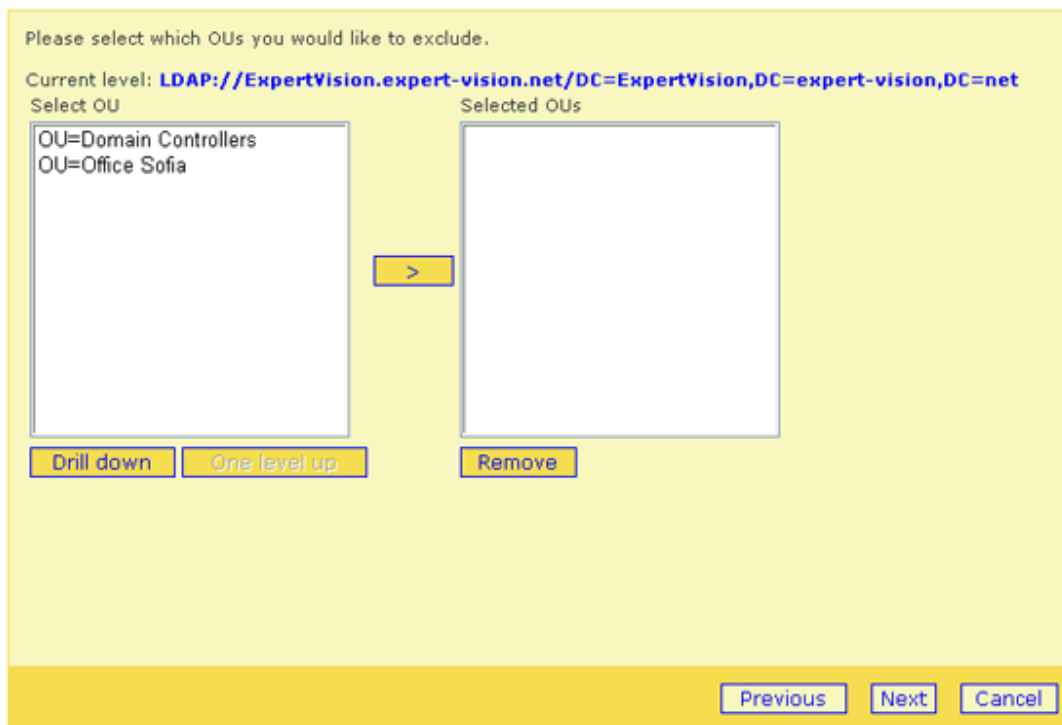 Please select which OUs you would like to exclude.
Current level: LDAP://ExpertVision.expert-vision.net/DC=ExpertVision,DC=expert-vision,DC=net
Select OU
Selected OUs
OU=Domain Controllers
OU=Office Sofia
>
Drill down
One level up
Remove
Previous
Next
Cancel